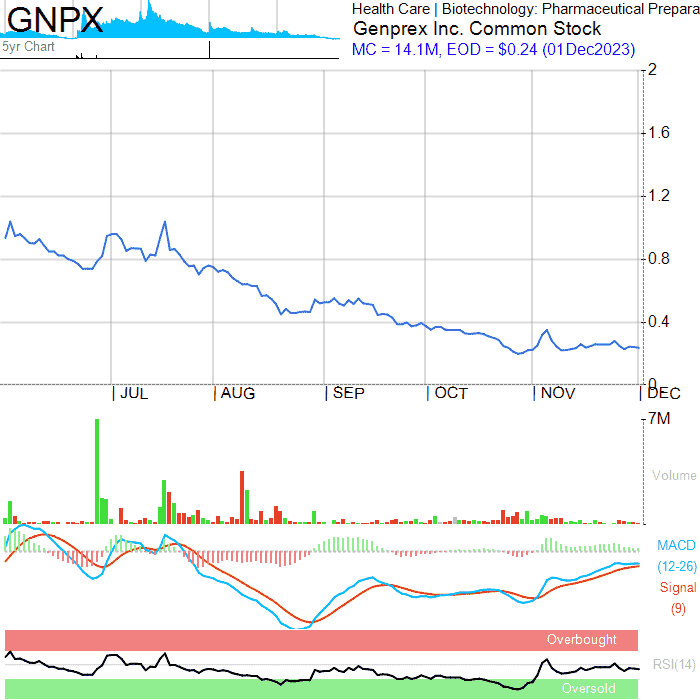 GNPX
5yr Chart
Health Care | Biotechnology: Pharmaceutical Prepara
Genprex Inc. Common Stock
MC = 14.1M, EOD = $0.24 (01Dec2023)
2
1.6
1.2
0.8
0.4
0
JUL AUG SEP OCT NOV DEC
7M
Volume
MACD
(12-26)
Signal
(9)
Overbought
RSI(14)
Oversold